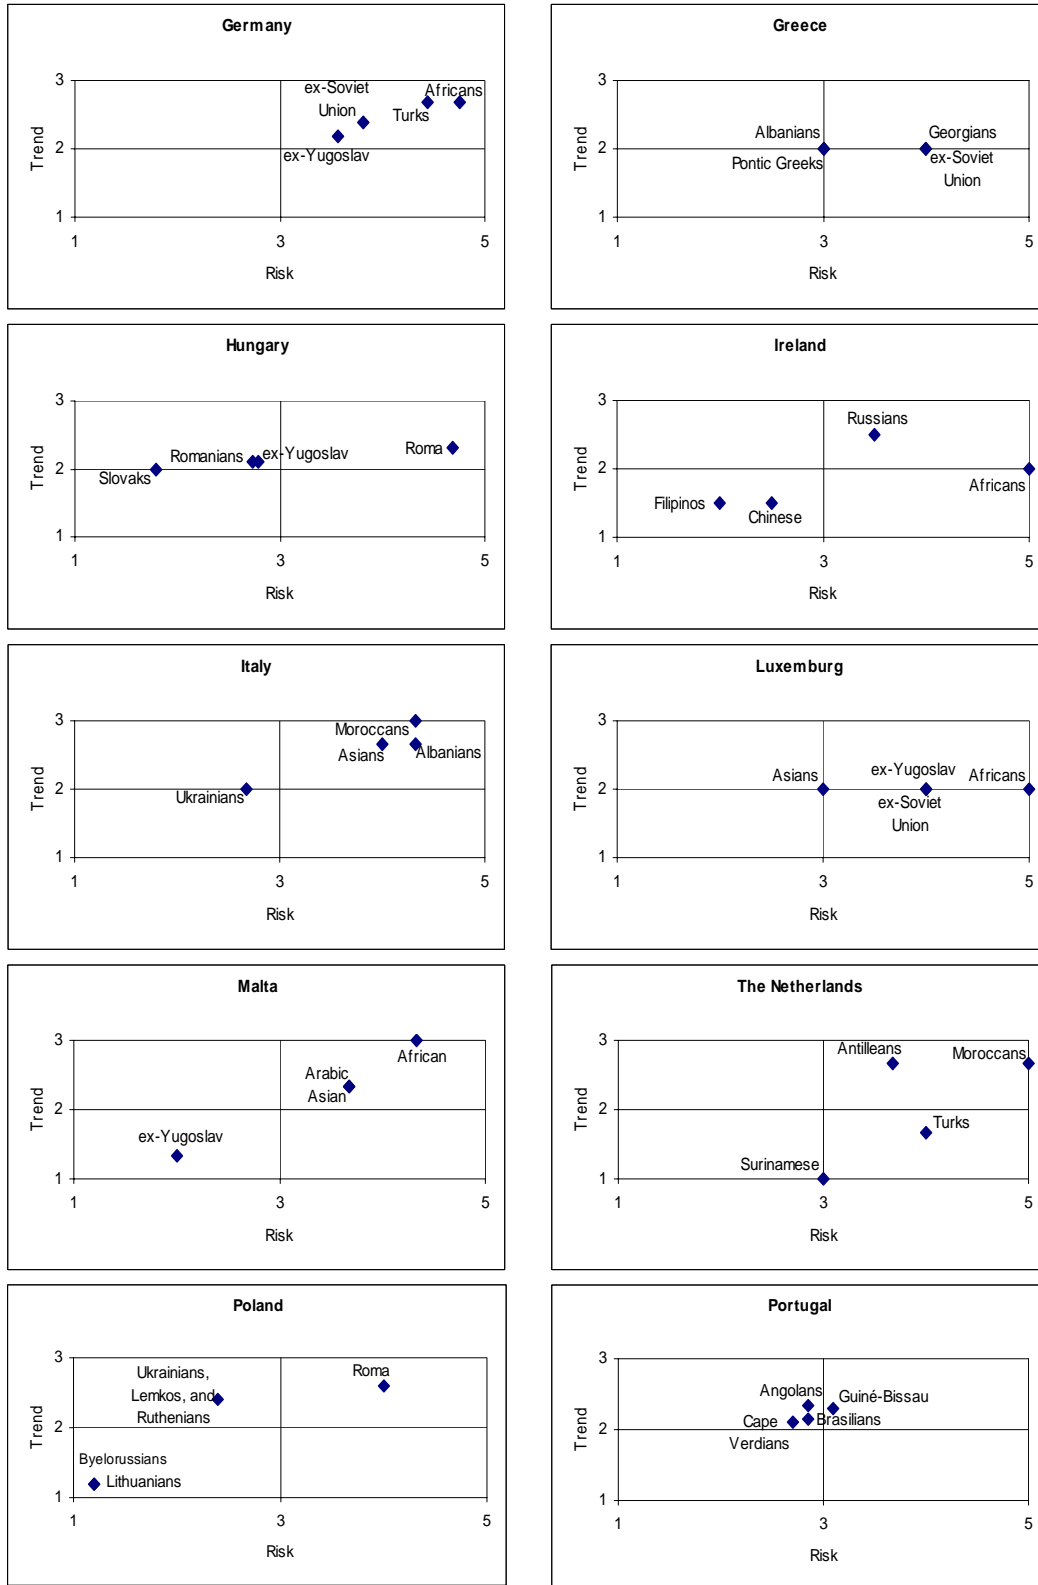 Germany
3
2
1
Trend
ex-Soviet
Union
Africans
Turks
ex-Yugoslav
1
3
5
Risk
Greece
3
2
1
Trend
Albanians
Georgians
Pontic Greeks
ex-Soviet
Union
1
3
5
Risk
Hungary
3
2
1
Trend
Romanians
ex-Yugoslav
Roma
Slovaks
1
3
5
Risk
Ireland
3
2
1
Trend
Russians
Africans
Filipinos
Chinese
1
3
5
Risk
Italy
3
2
1
Trend
Moroccans
Asians
Albanians
Ukrainians
1
3
5
Risk
Luxemburg
3
2
1
Trend
Asians
ex-Yugoslav
Africans
ex-Soviet
Union
1
3
5
Risk
Malta
3
2
1
Trend
African
Arabic
Asian
ex-Yugoslav
1
3
5
Risk
The Netherlands
3
2
1
Trend
Antilleans
Moroccans
Turks
Surinamese
1
3
5
Risk
Poland
3
2
1
Trend
Ukrainians,
Lemkos, and
Ruthenians
Roma
Byelorussians
Lithuanians
1
3
5
Risk
Portugal
3
2
1
Trend
Angolans
Guiné-Bissau
Cape
Verdians
Brasilians
1
3
5
Risk